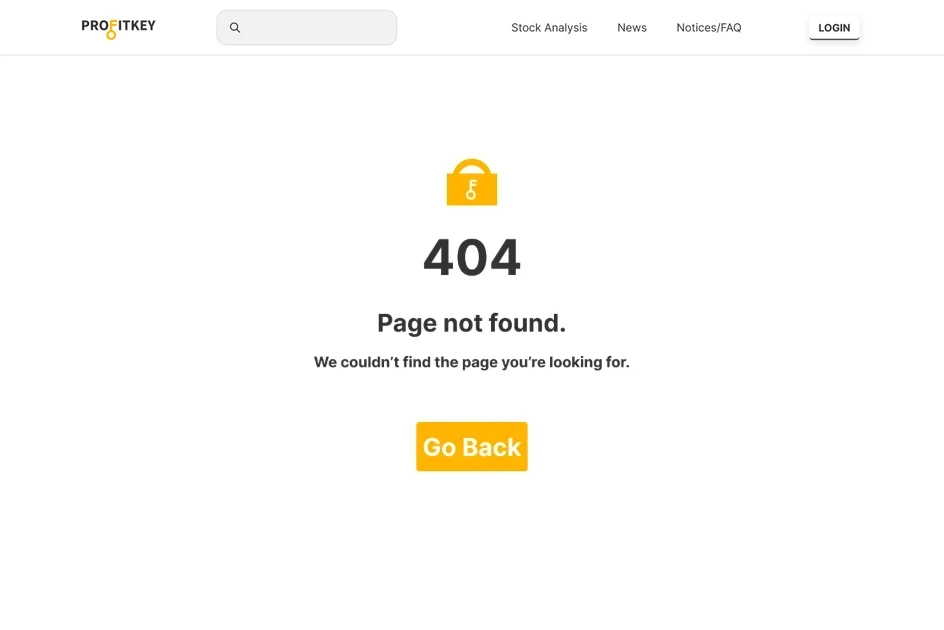 PROFITKEY
Stock Analysis
News
Notices/FAQ
LOGIN
F
404
Page not found.
We couldn’t find the page you’re looking for.
Go Back